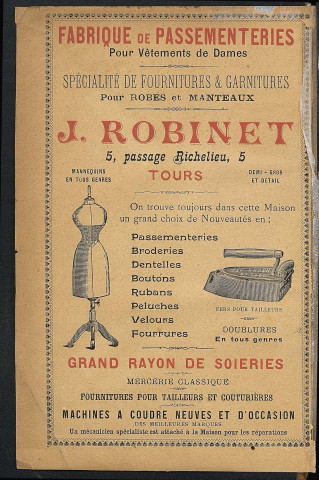 FABRIQUE DE PASSEMENTERIES
Pour Vêtements de Dames
SPÉCIALITÉ DE FOURNITURES & GARNITURES
Pour ROBES et MANTEAUX
J. ROBINET
5, passage Richelieu, 5
MANNEQUINS
EN TOUS GENRES
TOURS
DEMI-GROS
ET DÉTAIL
On trouve toujours dans cette Maison
un grand choix de Nouveautés en :
Passementeries
Broderies
Dentelles
Boutons
Rubans
Peluches
Velours
Fourrures
FERS POUR TAILLEURS
DOUBLURES
En tous genres
GRAND RAYON DE SOIERIES
MERCERIE CLASSIQUE
FOURNITURES POUR TAILLEURS ET COUTURIÈRES
MACHINES A COUDRE NEUVES ET D'OCCASION
DES MEILLEURES MARQUES
Un mécanicien spécialiste est attaché à la Maison pour les réparations